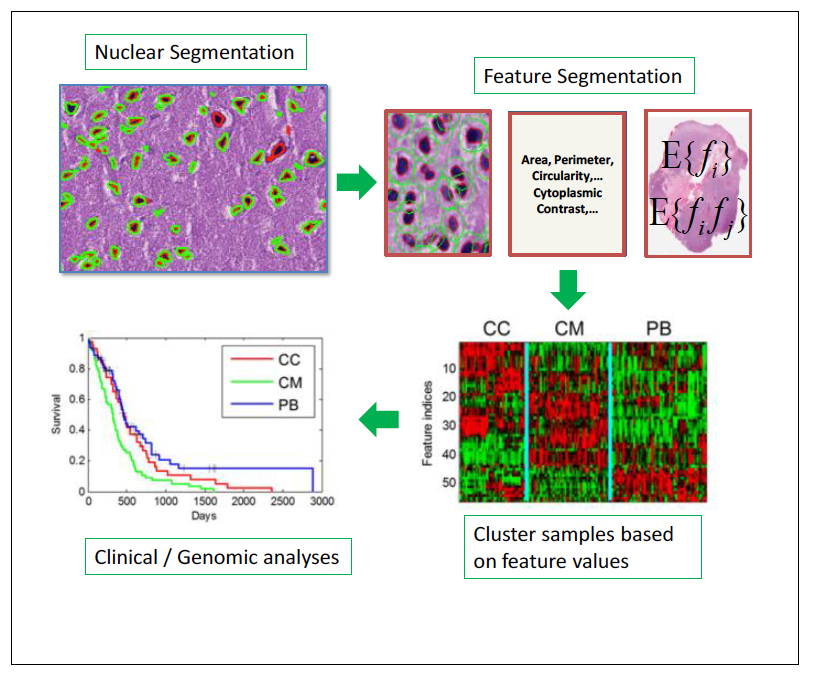 Nuclear Segmentation
Feature Segmentation
Area, Perimeter,
Circularity,...
Cytoplasmic
Contrast,...
E{f_i}
E{f_i f_j}
CC CM PB
10
20
30
40
50
Feature indices
Cluster samples based
on feature values
1
0.8
0.6
0.4
0.2
0
Survival
CC
CM
PB
0 500 1000 1500 2000 2500 3000
Days
Clinical / Genomic analyses